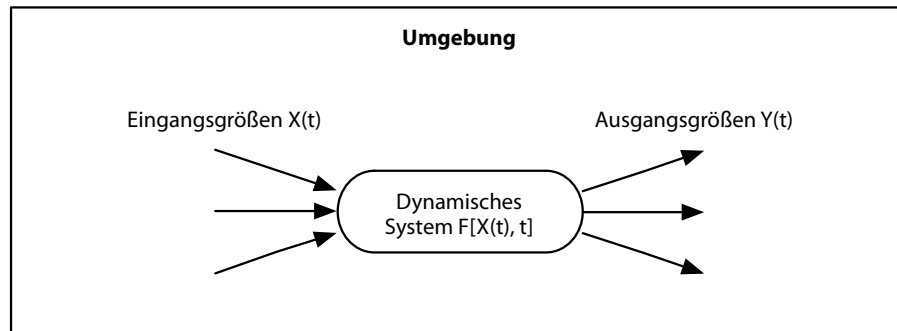 Umgebung
Eingangsgrößen X(t)
Ausgangsgrößen Y(t)
Dynamisches
System F[X(t), t]